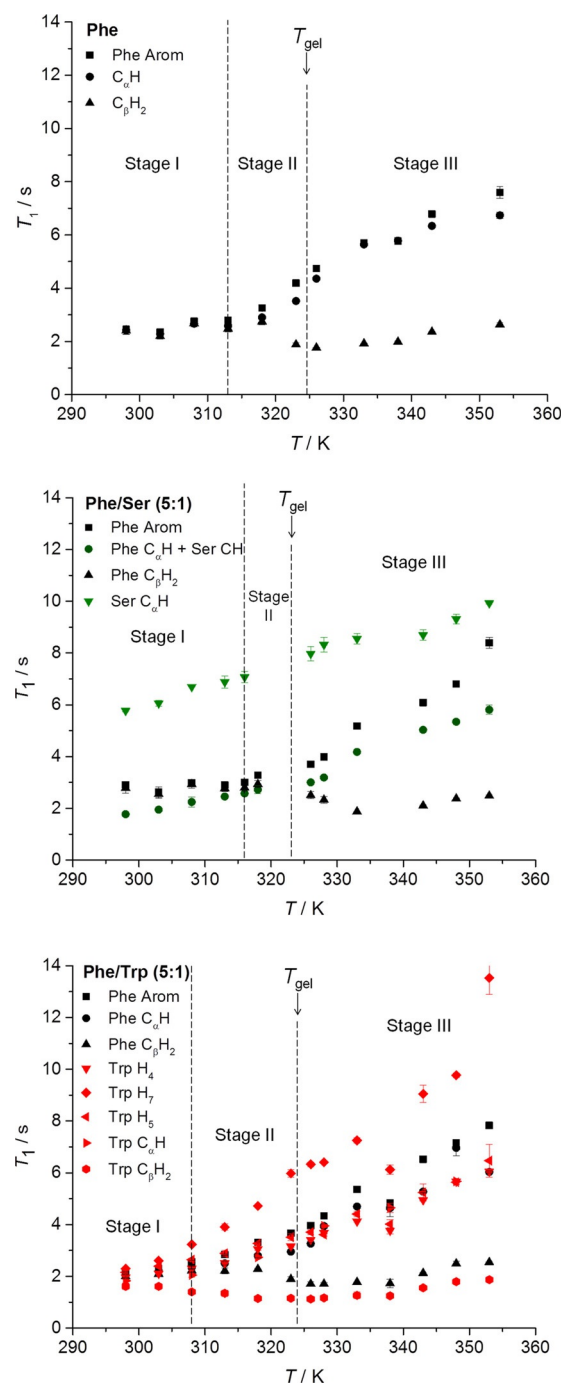 Phe
Phe Arom
CαH
CβH2
Tgel
Stage I
Stage II
Stage III
T1 / s
14
12
10
8
6
4
2
0
290 300 310 320 330 340 350 360
T / K
Phe/Ser (5:1)
Phe Arom
Phe CαH + Ser CH
Phe CβH2
Ser CαH
Tgel
Stage I
Stage
II
Stage III
T1 / s
14
12
10
8
6
4
2
0
290 300 310 320 330 340 350 360
T / K
Phe/Trp (5:1)
Phe Arom
Phe CαH
Phe CβH2
Trp H4
Trp H7
Trp H5
Trp CαH
Trp CβH2
Tgel
Stage I
Stage II
Stage III
T1 / s
14
12
10
8
6
4
2
0
290 300 310 320 330 340 350 360
T / K